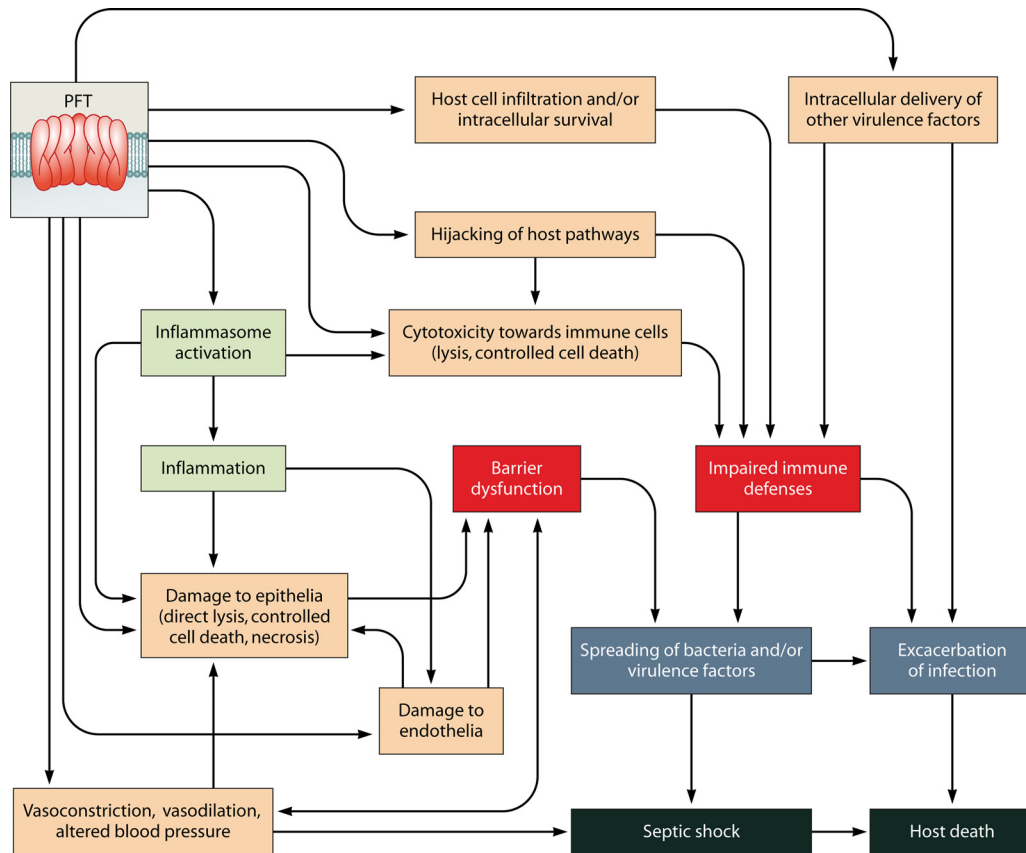 PFT
Host cell infiltration and/or
intracellular survival
Intracellular delivery of
other virulence factors
Hijacking of host pathways
Inflammasome
activation
Cytotoxicity towards immune cells
(lysis, controlled cell death)
Inflammation
Barrier
dysfunction
Impaired immune
defenses
Damage to epithelia
(direct lysis, controlled
cell death, necrosis)
Spreading of bacteria and/or
virulence factors
Excacerbation
of infection
Damage to
endothelia
Vasoconstriction, vasodilation,
altered blood pressure
Septic shock
Host death